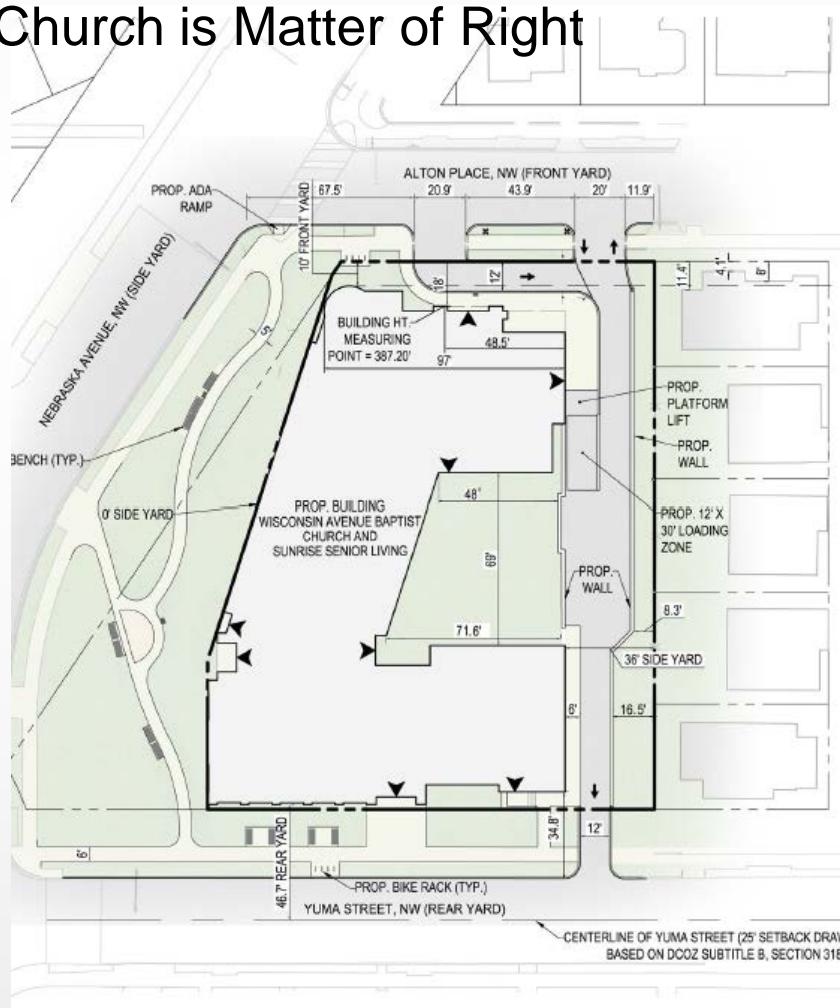 Church is Matter of Right
ALTON PLACE, NW (FRONT YARD)
PROP. ADA
RAMP
67.5'
20.9'
43.9'
20'
11.9'
10' FRONT YARD
NEBRASKA AVENUE, NW (SIDE YARD)
18'
12'
11.4'
4.1'
8'
5'
BUILDING HT.
MEASURING
POINT = 387.20'
48.5'
97'
PROP.
PLATFORM
LIFT
PROP.
WALL
BENCH (TYP.)
0' SIDE YARD
PROP. BUILDING
WISCONSIN AVENUE BAPTIST
CHURCH AND
SUNRISE SENIOR LIVING
48'
69'
PROP. 12' X
30' LOADING
ZONE
PROP.
WALL
71.6'
8.3'
36' SIDE YARD
6'
16.5'
34.8'
12'
6'
46.7' REAR YARD
PROP. BIKE RACK (TYP.)
YUMA STREET, NW (REAR YARD)
CENTERLINE OF YUMA STREET (25' SETBACK DRAW
BASED ON DCOZ SUBTITLE B, SECTION 318